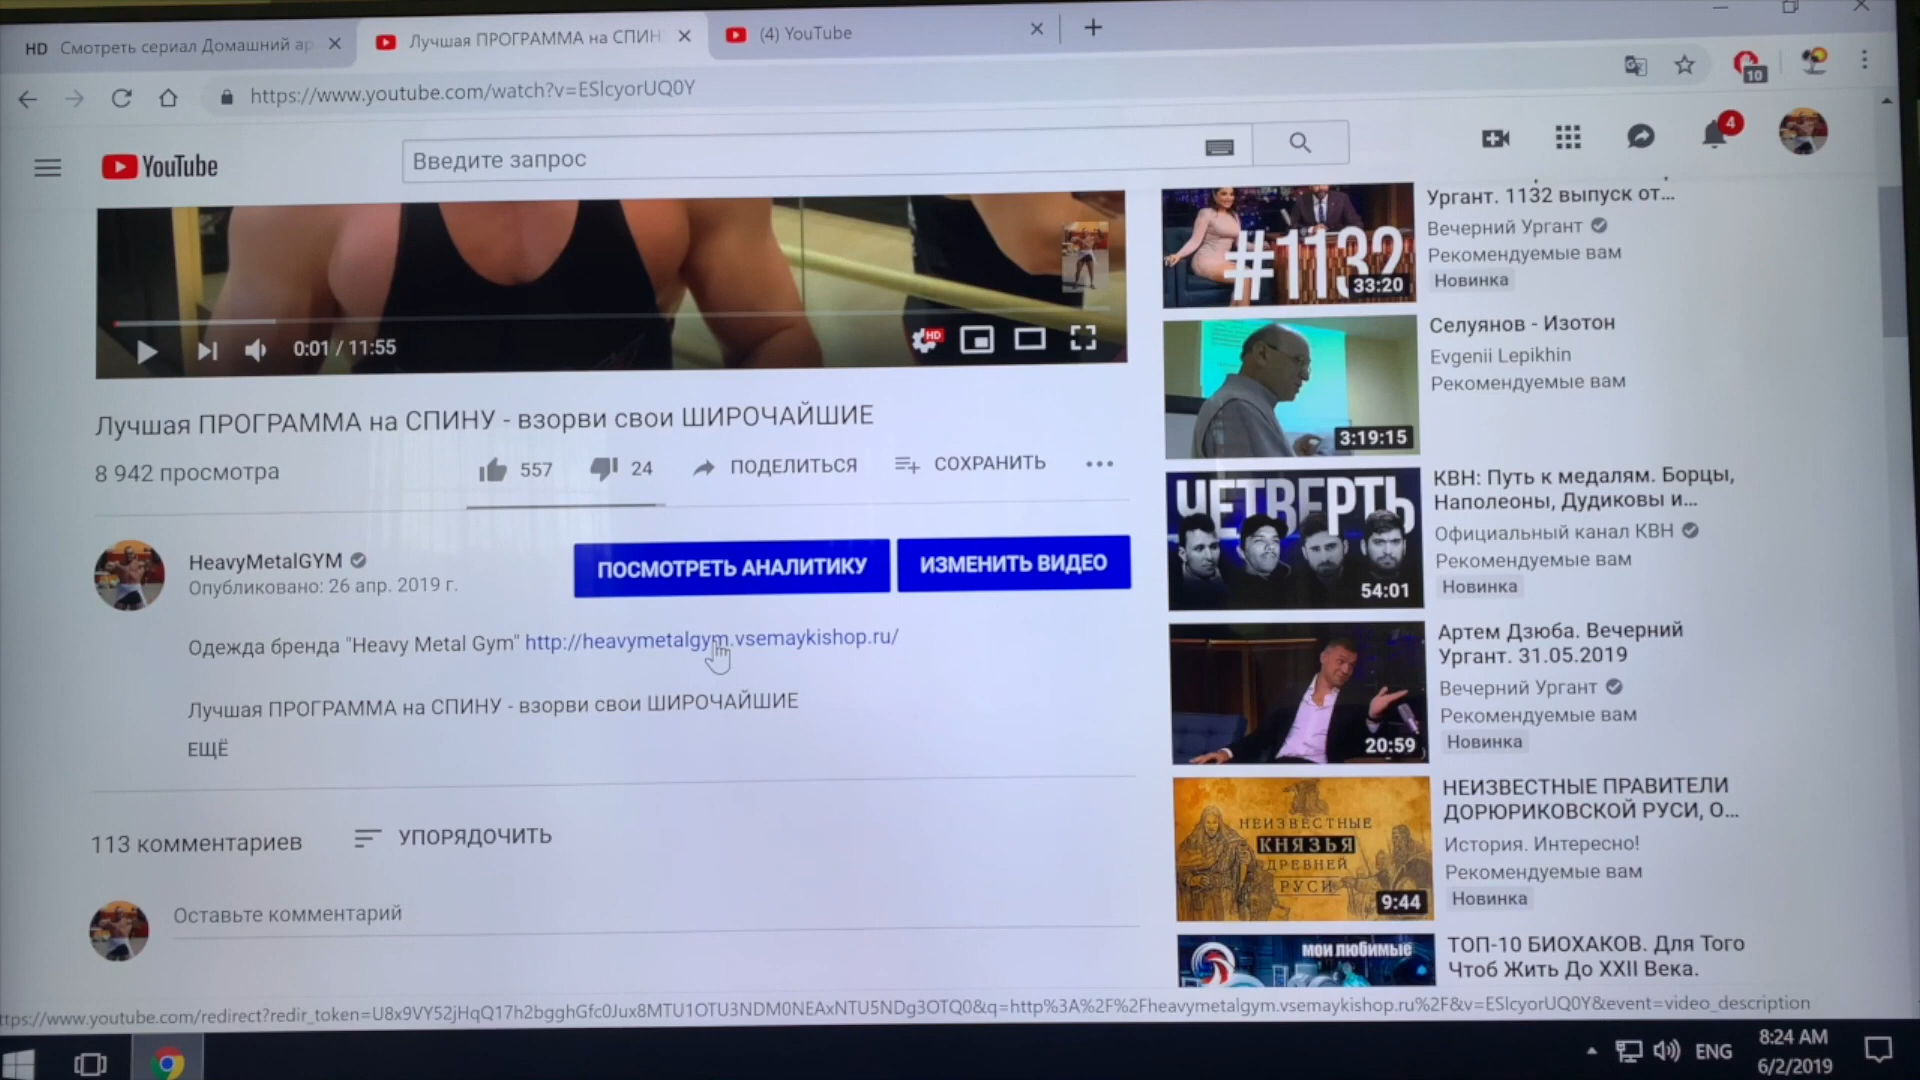 HD Смотреть сериал Домашний ар
Лучшая ПРОГРАММА на СПИН
(4) YouTube
https://www.youtube.com/watch?v=ESlcyorUQ0Y
10
YouTube
Введите запрос
4
0:01 / 11:55
HD
Лучшая ПРОГРАММА на СПИНУ - взорви свои ШИРОЧАЙШИЕ
8 942 просмотра
557
24
ПОДЕЛИТЬСЯ
СОХРАНИТЬ
HeavyMetalGYM
Опубликовано: 26 апр. 2019 г.
ПОСМОТРЕТЬ АНАЛИТИКУ
ИЗМЕНИТЬ ВИДЕО
Одежда бренда "Heavy Metal Gym" http://heavymetalgym.vsemaykishop.ru/
Лучшая ПРОГРАММА на СПИНУ - взорви свои ШИРОЧАЙШИЕ
ЕЩЁ
113 комментариев
УПОРЯДОЧИТЬ
Оставьте комментарий
#1132
33:20
Ургант. 1132 выпуск от...
Вечерний Ургант
Рекомендуемые вам
Новинка
3:19:15
Селуянов - Изотон
Evgenii Lepikhin
Рекомендуемые вам
ЧЕТВЕРТЬ
54:01
КВН: Путь к медалям. Борцы,
Наполеоны, Дудиковы и...
Официальный канал КВН
Рекомендуемые вам
Новинка
20:59
Артем Дзюба. Вечерний
Ургант. 31.05.2019
Вечерний Ургант
Рекомендуемые вам
Новинка
НЕИЗВЕСТНЫЕ
КНЯЗЬЯ
ДРЕВНЕЙ
РУСИ
9:44
НЕИЗВЕСТНЫЕ ПРАВИТЕЛИ
ДОРЮРИКОВСКОЙ РУСИ, О...
История. Интересно!
Рекомендуемые вам
Новинка
мои любимые
ТОП-10 БИОХАКОВ. Для Того
Чтоб Жить До XXII Века.
ttps://www.youtube.com/redirect?redir_token=U8x9VY52jHqQ17h2bgghGfc0Jux8MTU1OTU3NDM0NEAxNTU5NDg3OTQ0&q=http%3A%2F%2Fheavymetalgym.vsemaykishop.ru%2F&v=ESlcyorUQ0Y&event=video_description
ENG
8:24 AM
6/2/2019